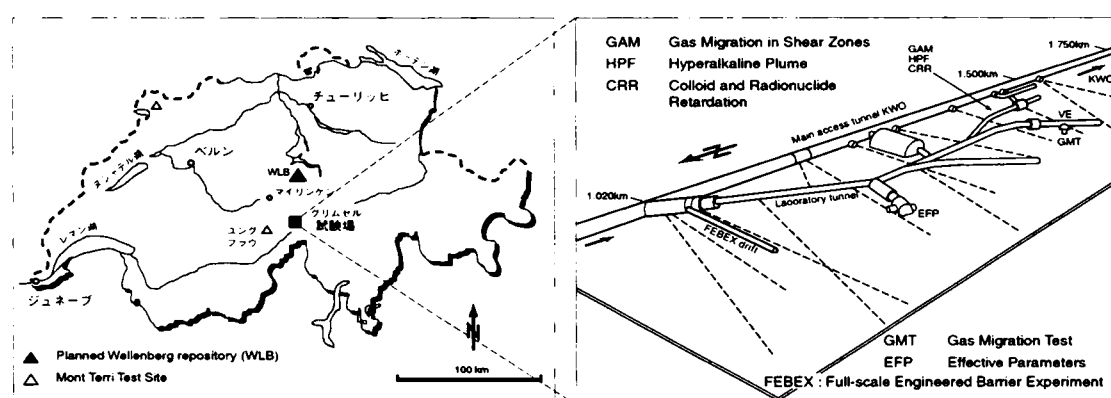 チューリッヒ
ベルン
WLB
マイリンゲン
グリムゼル
試験場
ユング
フラウ
レマン湖
ジュネーブ
N
▲ Planned Wellenberg repository (WLB)
△ Mont Terri Test Site
100 km
GAM Gas Migration in Shear Zones
HPF Hyperalkaline Plume
CRR Colloid and Radionuclide
Retardation
GAM
HPF
CRR
1 750km
1.500km
KWO
Main access tunnel KWO
VE
GMT
N
1 020km
Laboratory tunnel
EFP
FEBEX drift
GMT Gas Migration Test
EFP Effective Parameters
FEBEX : Full-scale Engineered Barrier Experiment